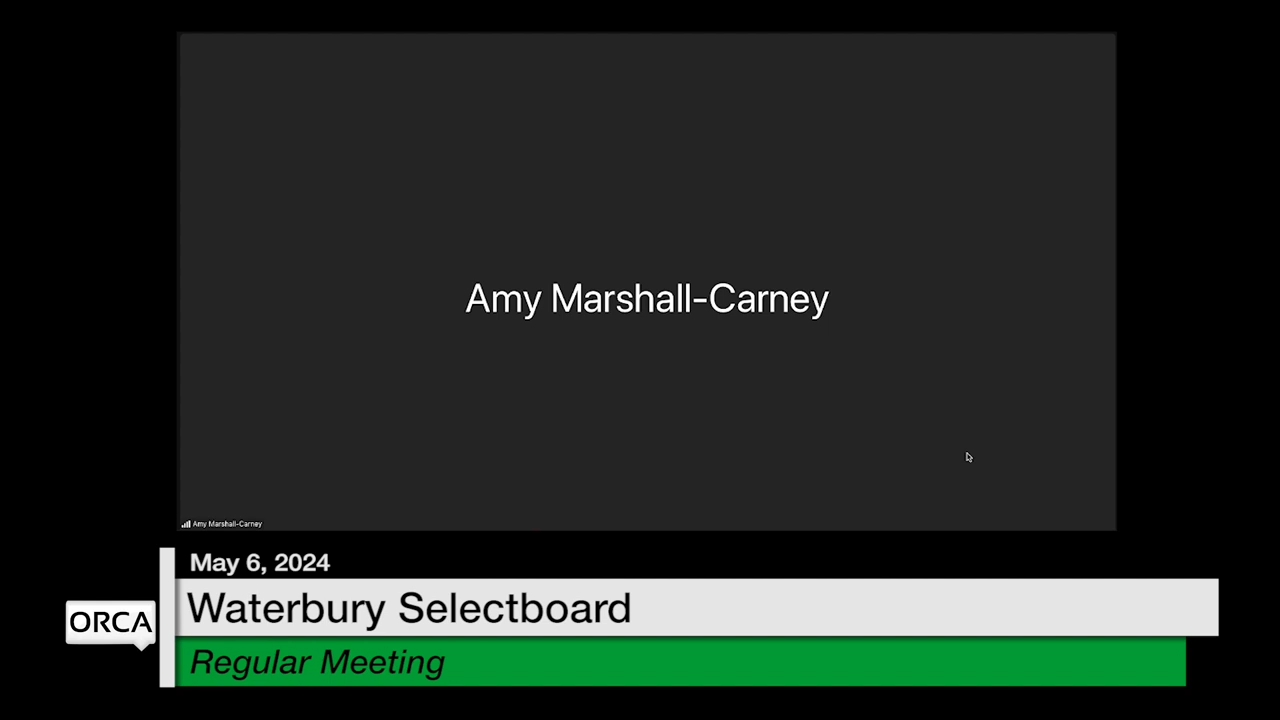 Amy Marshall-Carney
Amy Marshall-Carney
May 6, 2024
Waterbury Selectboard
ORCA
Regular Meeting